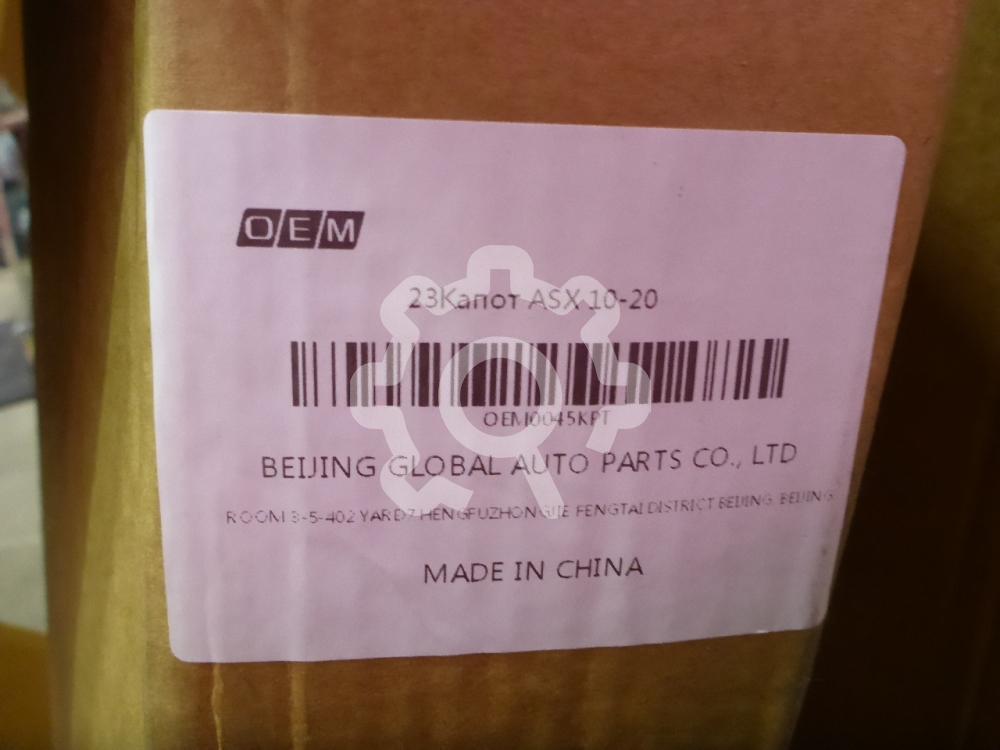 OEM
23Капот ASX 10-20
OEM0045KPT
BEIJING GLOBAL AUTO PARTS CO., LTD
ROOM 3-5-402 YARD7 HENGFUZHONGJIE FENGTAI DISTRICT BEIJING. BEIJING.
MADE IN CHINA